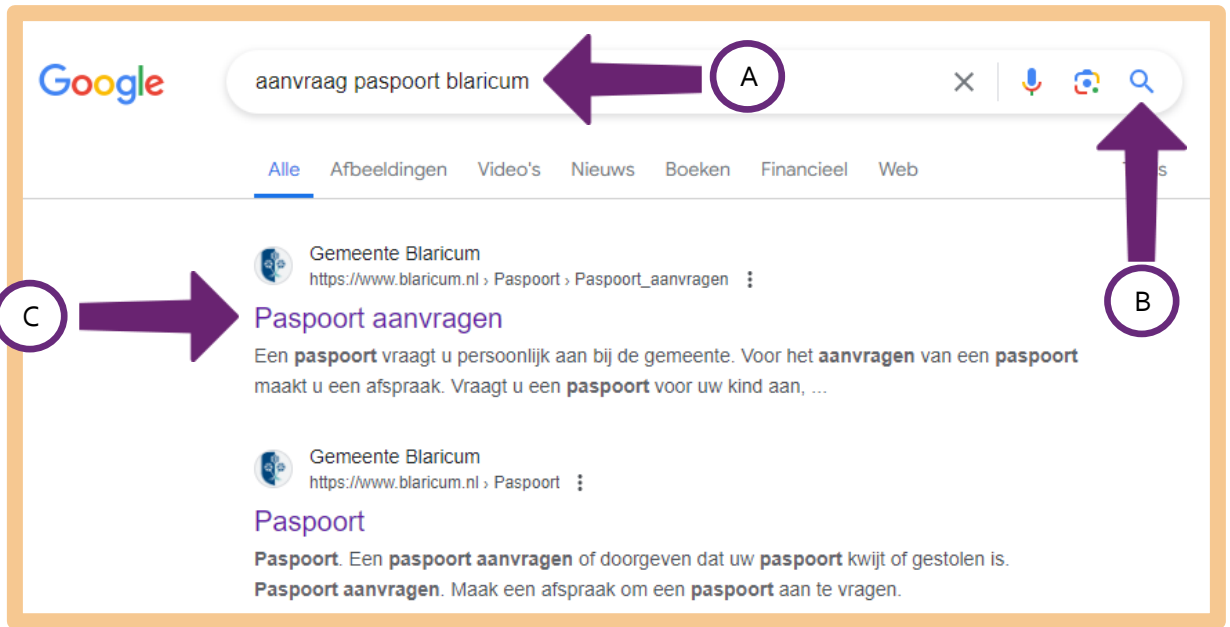 Google
aanvraag paspoort blaricum
A
Alle Afbeeldingen Video's Nieuws Boeken Financieel Web
B
Gemeente Blaricum
https://www.blaricum.nl › Paspoort › Paspoort_aanvragen
C
Paspoort aanvragen
Een paspoort vraagt u persoonlijk aan bij de gemeente. Voor het aanvragen van een paspoort
maakt u een afspraak. Vraagt u een paspoort voor uw kind aan, ...
Gemeente Blaricum
https://www.blaricum.nl › Paspoort
Paspoort
Paspoort. Een paspoort aanvragen of doorgeven dat uw paspoort kwijt of gestolen is.
Paspoort aanvragen. Maak een afspraak om een paspoort aan te vragen.